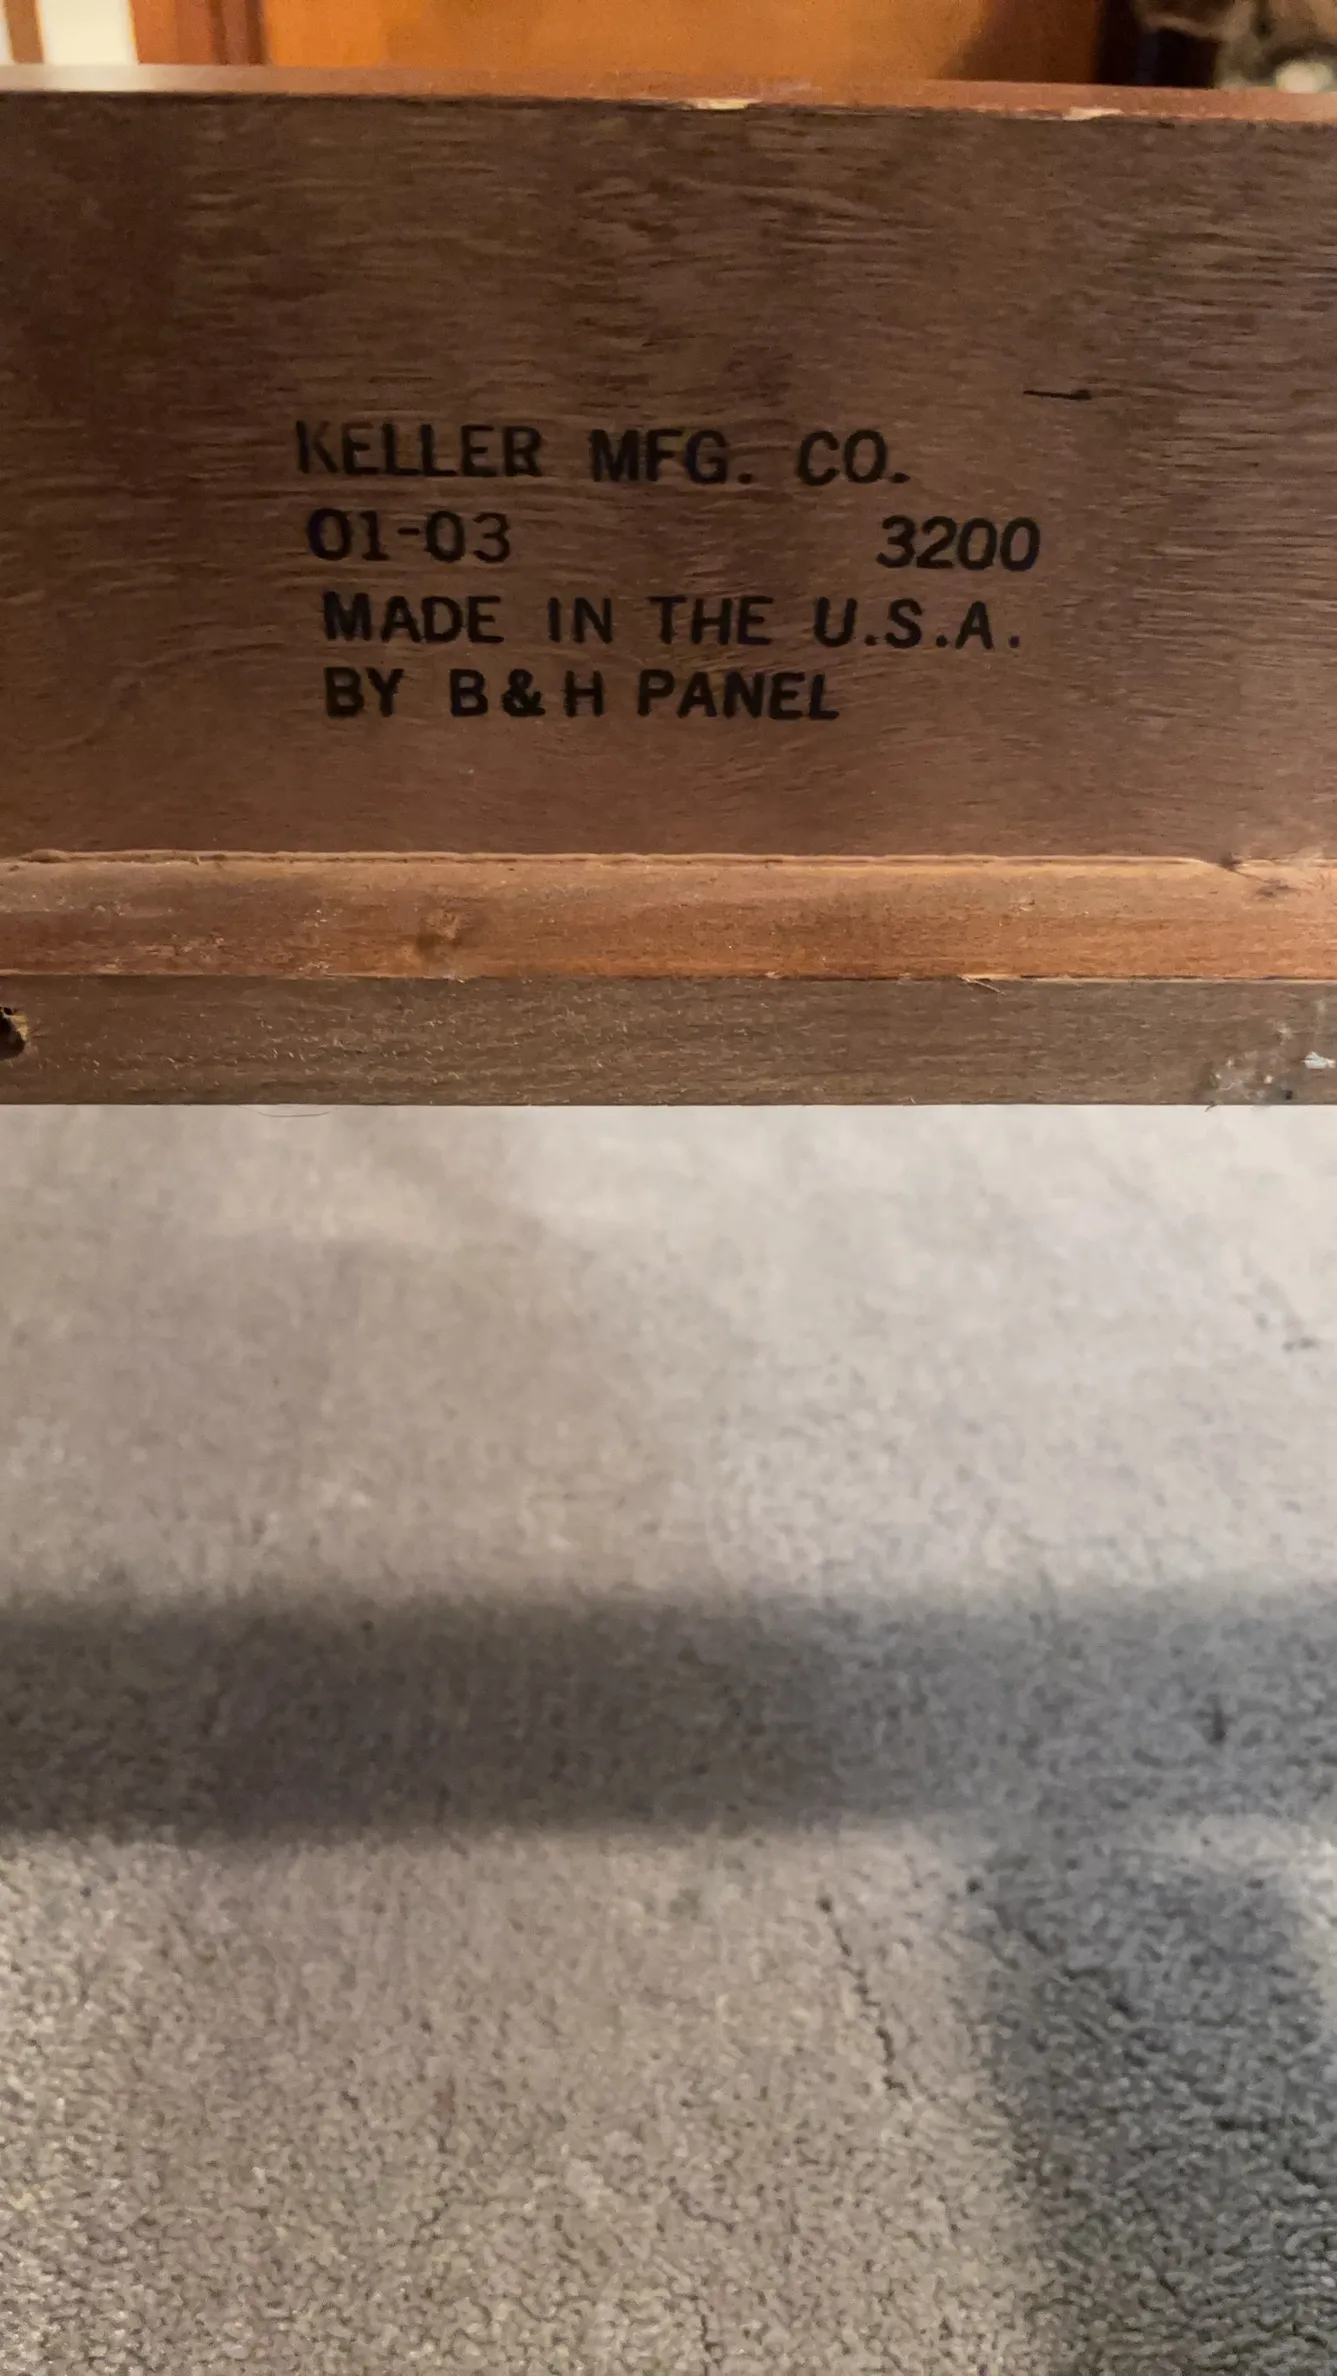 KELLER MFG. CO.
01-03 3200
MADE IN THE U.S.A.
BY B & H PANEL